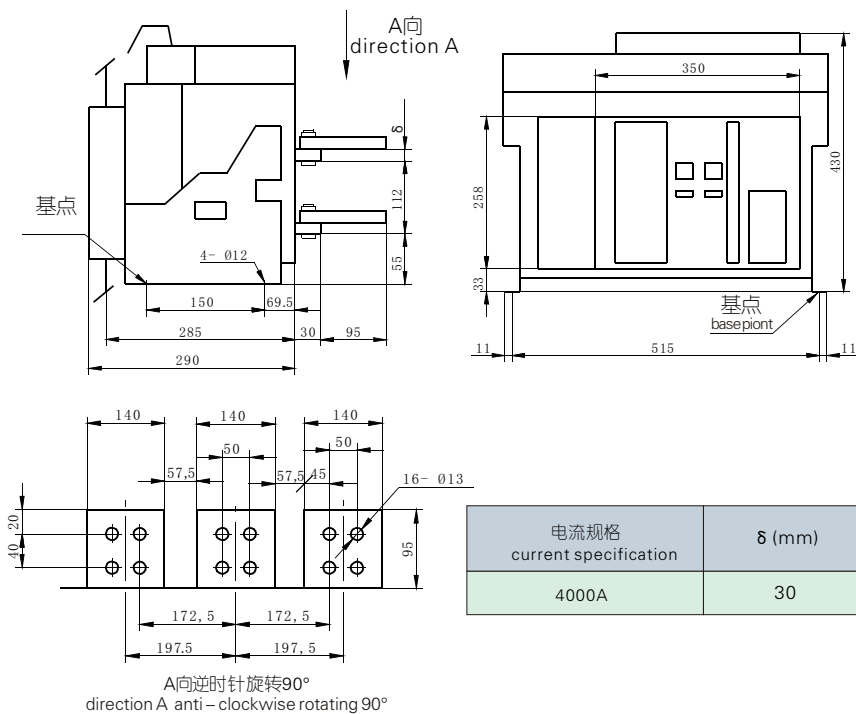 A向
direction A
δ
112
55
基点
4- Ø12
150
69.5
285
30
95
290
350
258
33
430
基点
base piont
11
515
11
140
140
140
50
50
57,5
57,5
45
16- Ø13
20
40
95
172,5
172,5
197.5
197,5
A向逆时针旋转90°
direction A anti – clockwise rotating 90°
电流规格
current specification
δ (mm)
4000A
30